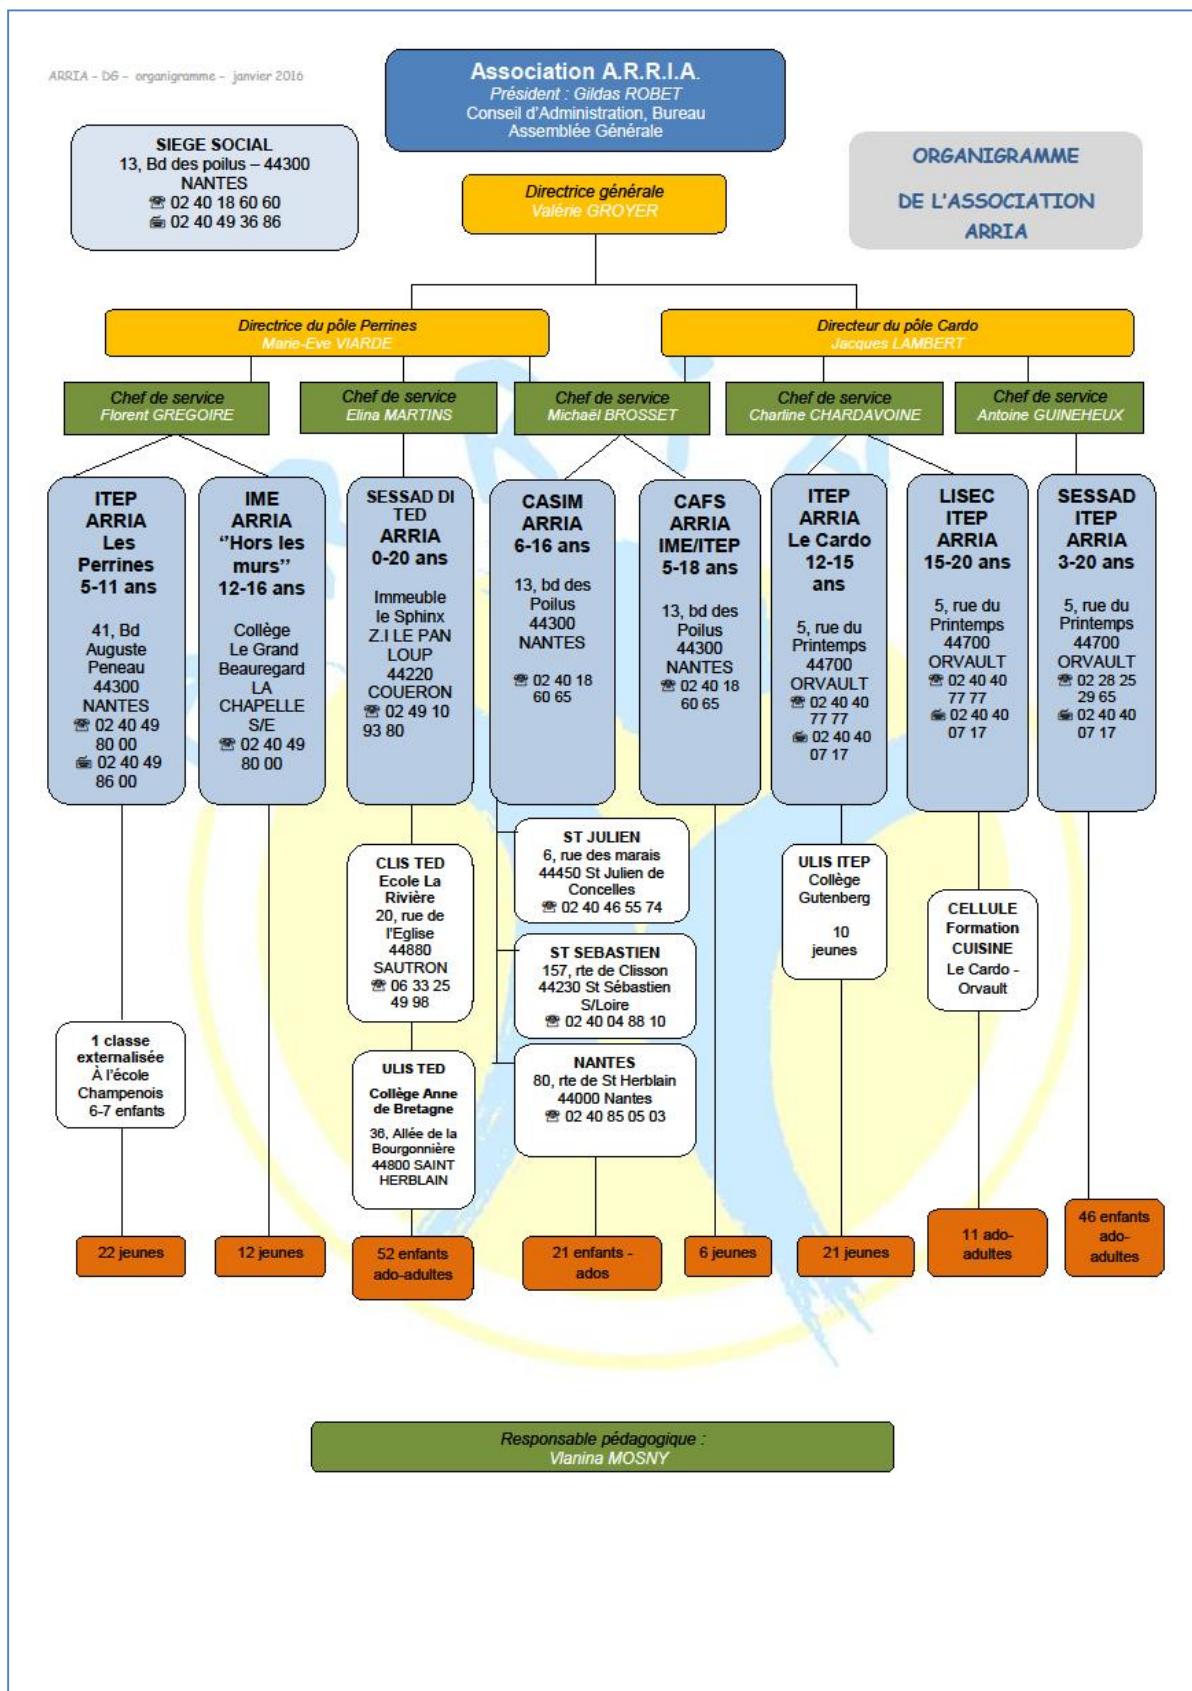 ARRIA – DG – organigramme – janvier 2016
Association A.R.R.I.A.
Président : Gildas ROBET
Conseil d'Administration, Bureau
Assemblée Générale
SIEGE SOCIAL
13, Bd des poilus – 44300
NANTES
☎ 02 40 18 60 60
📠 02 40 49 36 86
ORGANIGRAMME
DE L'ASSOCIATION
ARRIA
Directrice générale
Valérie GROYER
Directrice du pôle Perrines
Marie-Eve VIARDE
Directeur du pôle Cardo
Jacques LAMBERT
Chef de service
Florent GREGOIRE
Chef de service
Elina MARTINS
Chef de service
Michaël BROSSET
Chef de service
Charline CHARDAVOINE
Chef de service
Antoine GUINEHEUX
ITEP
ARRIA
Les
Perrines
5-11 ans
41, Bd
Auguste
Peneau
44300
NANTES
☎ 02 40 49
80 00
📠 02 40 49
86 00
IME
ARRIA
‘’Hors les
murs’’
12-16 ans
Collège
Le Grand
Beauregard
LA
CHAPELLE
S/E
☎ 02 40 49
80 00
SESSAD DI
TED
ARRIA
0-20 ans
Immeuble
le Sphinx
Z.I LE PAN
LOUP
44220
COUERON
☎ 02 49 10
93 80
CASIM
ARRIA
6-16 ans
13, bd des
Poilus
44300
NANTES
☎ 02 40 18
60 65
CAFS
ARRIA
IME/ITEP
5-18 ans
13, bd des
Poilus
44300
NANTES
☎ 02 40 18
60 65
ITEP
ARRIA
Le Cardo
12-15
ans
5, rue du
Printemps
44700
ORVAULT
☎ 02 40 40
77 77
📠 02 40 40
07 17
LISEC
ITEP
ARRIA
15-20 ans
5, rue du
Printemps
44700
ORVAULT
☎ 02 40 40
77 77
📠 02 40 40
07 17
SESSAD
ITEP
ARRIA
3-20 ans
5, rue du
Printemps
44700
ORVAULT
☎ 02 28 25
29 65
📠 02 40 40
07 17
1 classe
externalisée
À l'école
Champenois
6-7 enfants
CLIS TED
Ecole La
Rivière
20, rue de
l'Eglise
44880
SAUTRON
☎ 06 33 25
49 98
ULIS TED
Collège Anne
de Bretagne
36, Allée de la
Bourgonnière
44800 SAINT
HERBLAIN
ST JULIEN
6, rue des marais
44450 St Julien de
Concelles
☎ 02 40 46 55 74
ST SEBASTIEN
157, rte de Clisson
44230 St Sébastien
S/Loire
☎ 02 40 04 88 10
NANTES
80, rte de St Herblain
44000 Nantes
☎ 02 40 85 05 03
ULIS ITEP
Collège
Gutenberg
10
jeunes
CELLULE
Formation
CUISINE
Le Cardo -
Orvault
22 jeunes
12 jeunes
52 enfants
ado-adultes
21 enfants -
ados
6 jeunes
21 jeunes
11 ado-
adultes
46 enfants
ado-
adultes
Responsable pédagogique :
Vlanina MOSNY